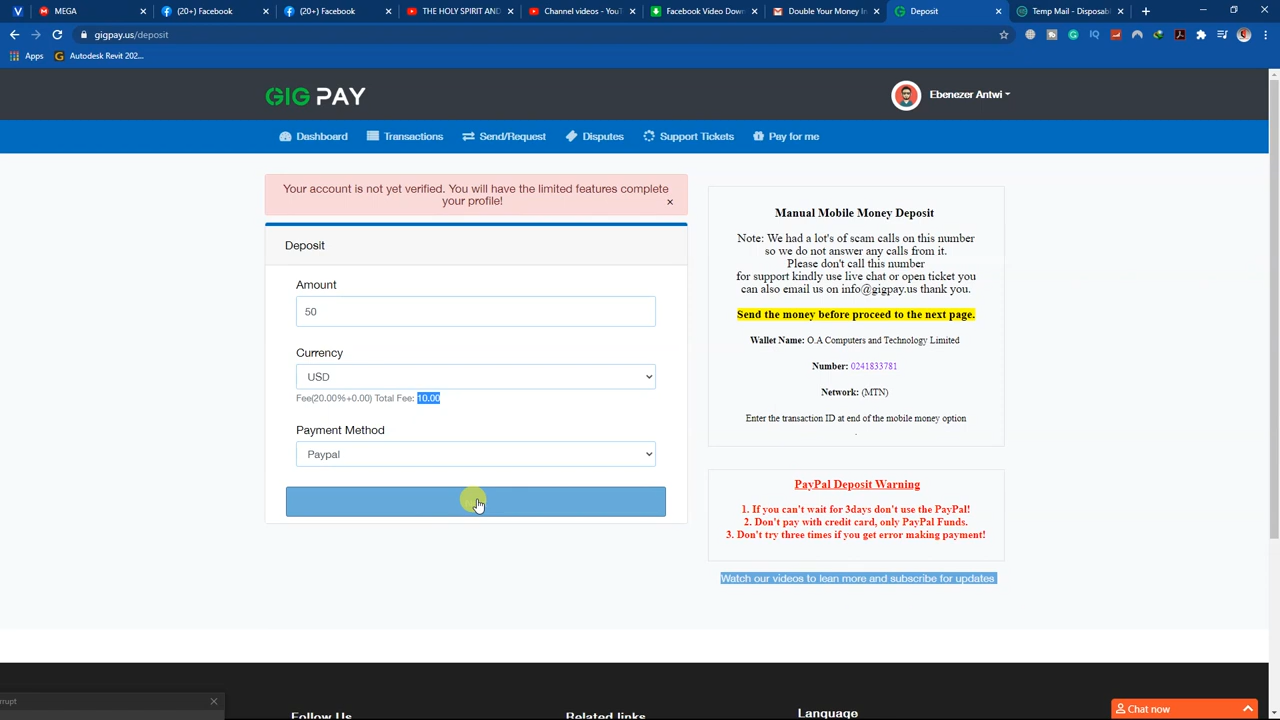 MEGA
(20+) Facebook
(20+) Facebook
THE HOLY SPIRIT AND
Channel videos - YouT
Facebook Video Down
Double Your Money In
Deposit
Temp Mail - Disposabl
gigpay.us/deposit
Apps
Autodesk Revit 202...
GIG PAY
Ebenezer Antwi
Dashboard
Transactions
Send/Request
Disputes
Support Tickets
Pay for me
Your account is not yet verified. You will have the limited features complete
your profile!
×
Deposit
Amount
50
Currency
USD
Fee(20.00%+0.00) Total Fee: 10.00
Payment Method
Paypal
Manual Mobile Money Deposit
Note: We had a lot's of scam calls on this number
so we do not answer any calls from it.
Please don't call this number
for support kindly use live chat or open ticket you
can also email us on info@gigpay.us thank you.
Send the money before proceed to the next page.
Wallet Name: O.A Computers and Technology Limited
Number: 0241833781
Network: (MTN)
Enter the transaction ID at end of the mobile money option
.
PayPal Deposit Warning
1. If you can't wait for 3days don't use the PayPal!
2. Don't pay with credit card, only PayPal Funds.
3. Don't try three times if you get error making payment!
Watch our videos to lean more and subscribe for updates
rrupt
Follow Us
Related links
Language
Chat now